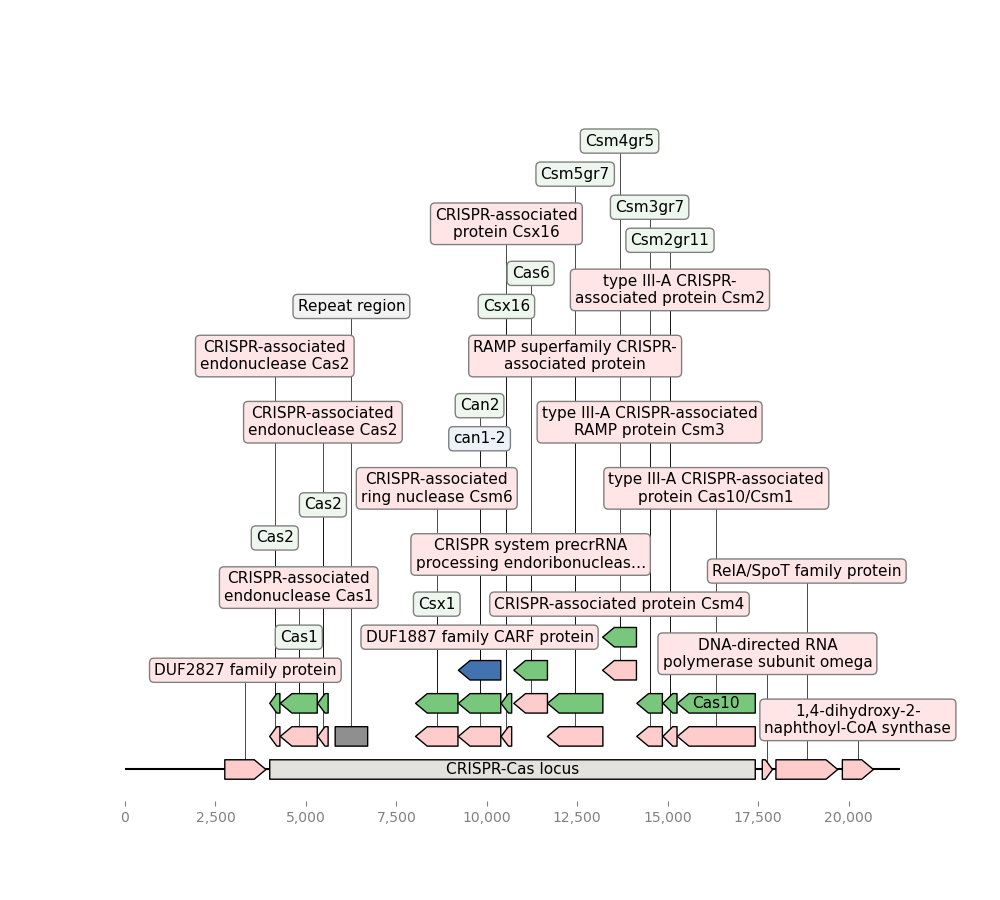 Csm4gr5
Csm5gr7
Csm3gr7
CRISPR-associated
protein Csx16
Csm2gr11
Cas6
type III-A CRISPR-
associated protein Csm2
Repeat region
Csx16
CRISPR-associated
endonuclease Cas2
RAMP superfamily CRISPR-
associated protein
Can2
CRISPR-associated
endonuclease Cas2
type III-A CRISPR-associated
RAMP protein Csm3
can1-2
CRISPR-associated
ring nuclease Csm6
type III-A CRISPR-associated
protein Cas10/Csm1
Cas2
Cas2
CRISPR system precrRNA
processing endoribonucleas...
RelA/SpoT family protein
CRISPR-associated
endonuclease Cas1
Csx1
CRISPR-associated protein Csm4
Cas1
DUF1887 family CARF protein
DNA-directed RNA
polymerase subunit omega
DUF2827 family protein
Cas10
1,4-dihydroxy-2-
naphthoyl-CoA synthase
CRISPR-Cas locus
0
2,500
5,000
7,500
10,000
12,500
15,000
17,500
20,000